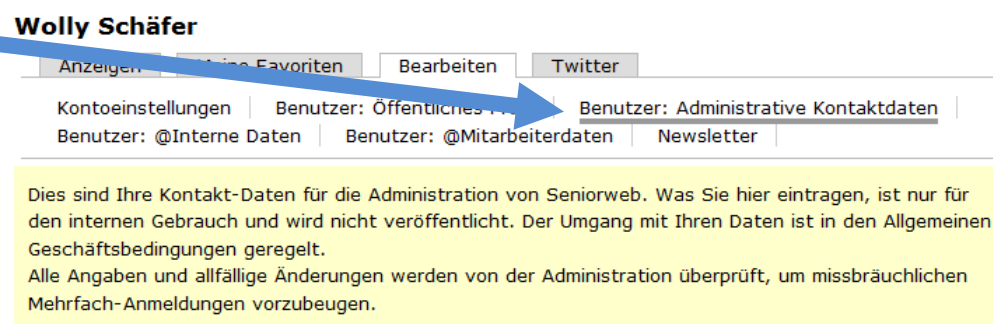 Wolly Schäfer
Anzeigen Meine Favoriten Bearbeiten Twitter
Kontoeinstellungen Benutzer: Öffentliches Benutzer: Administrative Kontaktdaten
Benutzer: @Interne Daten Benutzer: @Mitarbeiterdaten Newsletter
Dies sind Ihre Kontakt-Daten für die Administration von Seniorweb. Was Sie hier eintragen, ist nur für
den internen Gebrauch und wird nicht veröffentlicht. Der Umgang mit Ihren Daten ist in den Allgemeinen
Geschäftsbedingungen geregelt.
Alle Angaben und allfällige Änderungen werden von der Administration überprüft, um missbräuchlichen
Mehrfach-Anmeldungen vorzubeugen.